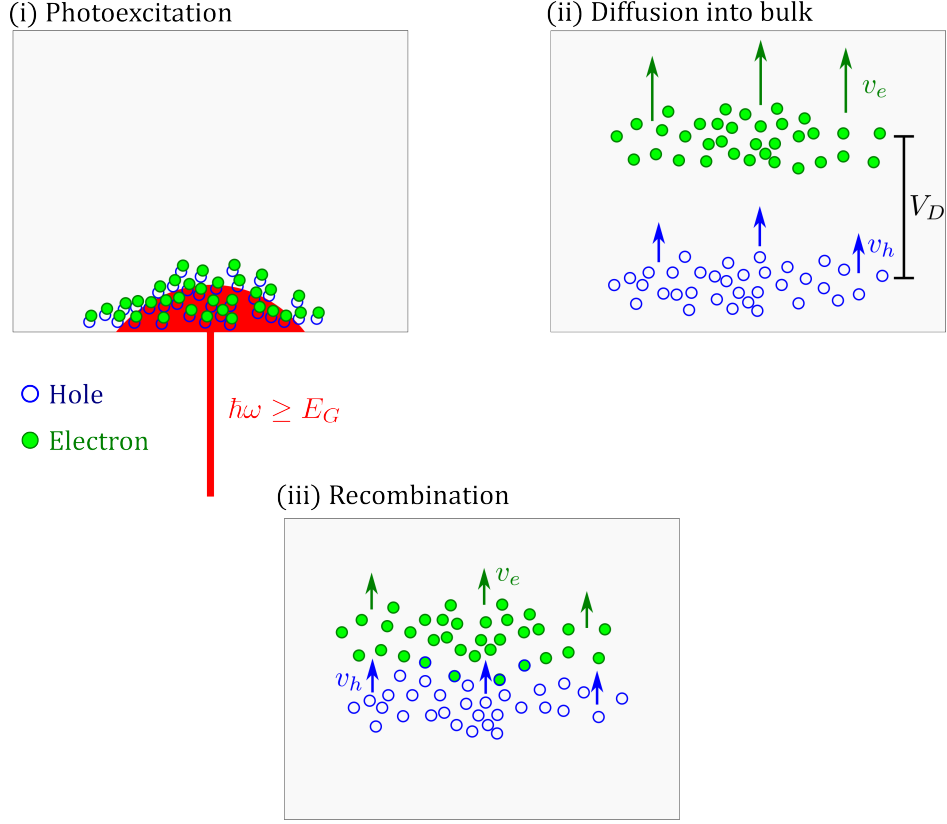 (i) Photoexcitation
(ii) Diffusion into bulk
v_e
V_D
v_h
Hole
Electron
ħω ≥ E_G
(iii) Recombination
v_e
v_h